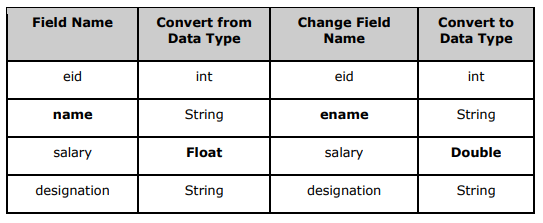 Field Name Convert from Data Type Change Field Name Convert to Data Type
eid int eid int
name String ename String
salary Float salary Double
designation String designation String